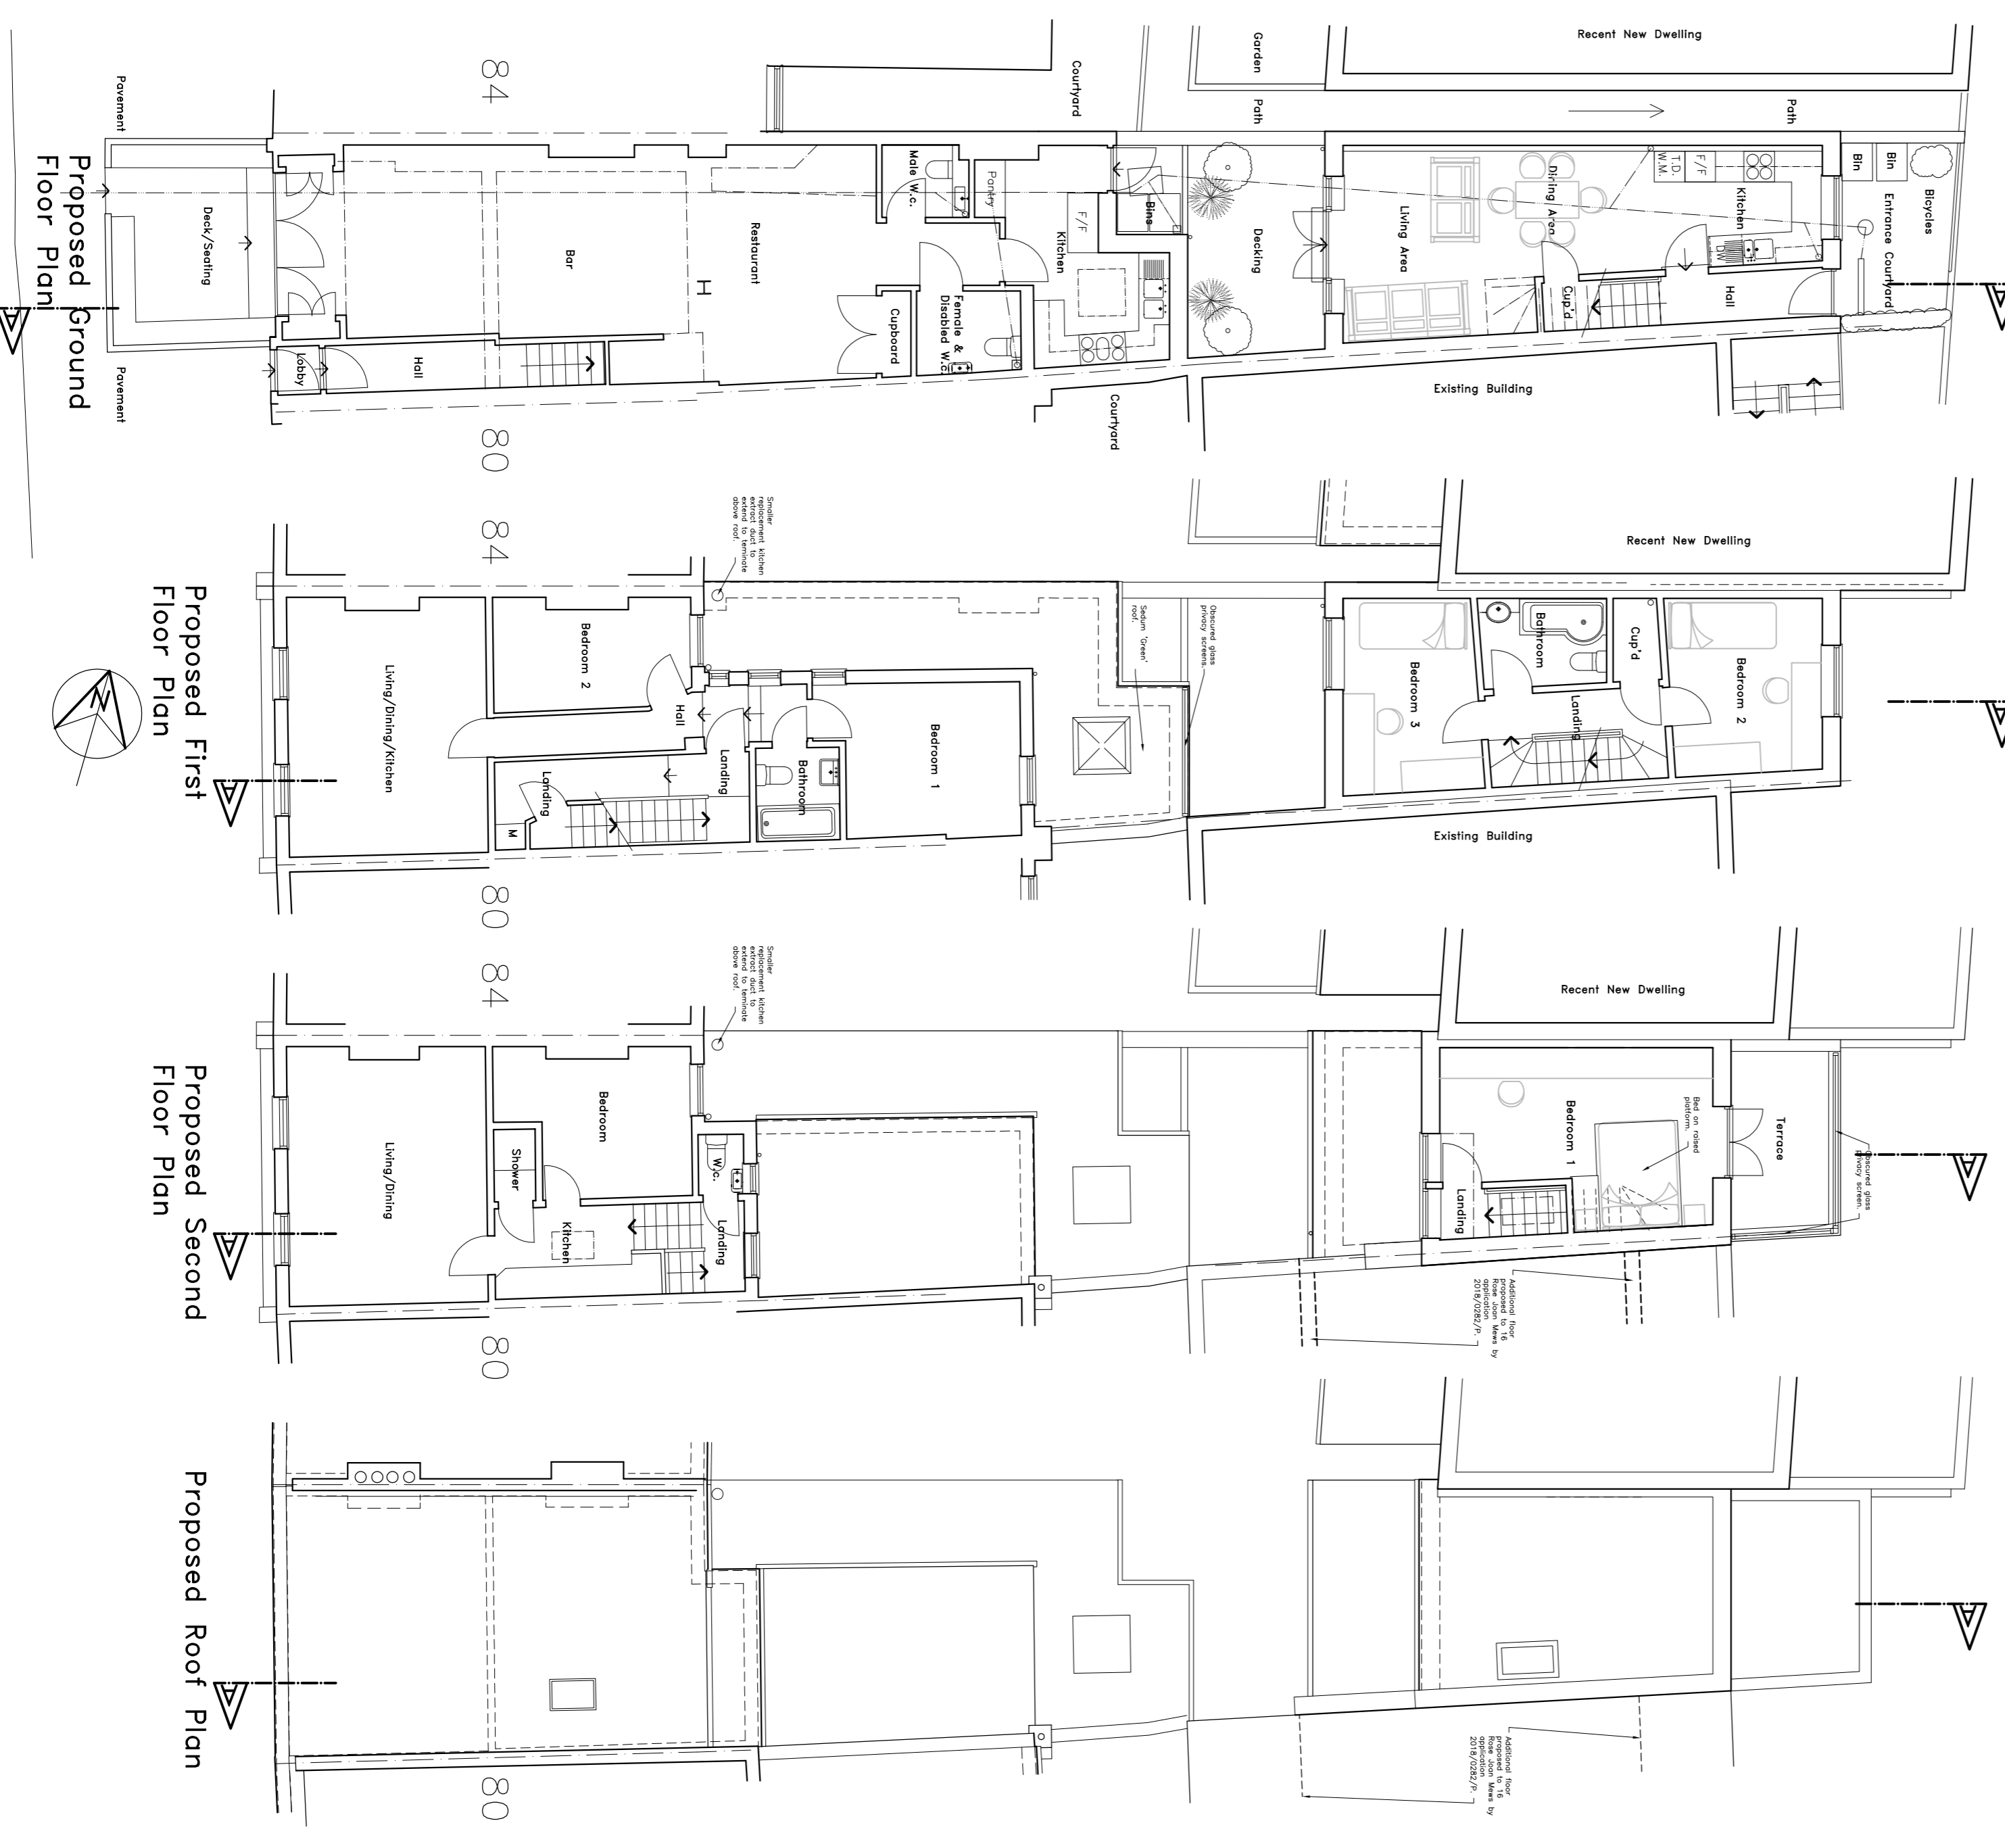 Recent New Dwelling
Garden
Courtyard
84
Pavement
Path
Path
Bin
Bin
Bicycles
Entrance Courtyard
Proposed Ground
Floor Plan
Deck/Seating
Bar
Restaurant
H
Male W.c.
Pantry
F/F
Kitchen
Bins
Decking
Living Area
Dining Area
T.D.
W.M.
F/F
Kitchen
DW
Hall
Cup'd
A
A
Female &
Disabled W.c.
Cupboard
Lobby
Hall
Pavement
80
Courtyard
Existing Building
84
Smaller
replacement kitchen
extract duct to
extend to teminate
above roof.
Recent New Dwelling
Proposed First
Floor Plan
N
Living/Dining/Kitchen
Bedroom 2
Hall
Landing
Landing
M
Bathroom
Bedroom 1
Sedum 'Green'
roof.
Obscured glass
privacy screens.
Bedroom 3
Bathroom
Cup'd
Landing
Bedroom 2
A
A
Existing Building
80
84
Smaller
replacement kitchen
extract duct to
extend to teminate
above roof.
Recent New Dwelling
Proposed Second
Floor Plan
Living/Dining
Bedroom
Shower
Kitchen
W.c.
Landing
Bedroom 1
Bed on raised
platform.
Landing
Terrace
Obscured glass
privacy screen.
A
A
Additional floor
proposed to 16
Rose Joan Mews by
application
2018/0282/P.
80
Proposed Roof Plan
A
A
Additional floor
proposed to 16
Rose Joan Mews by
application
2018/0282/P.
80